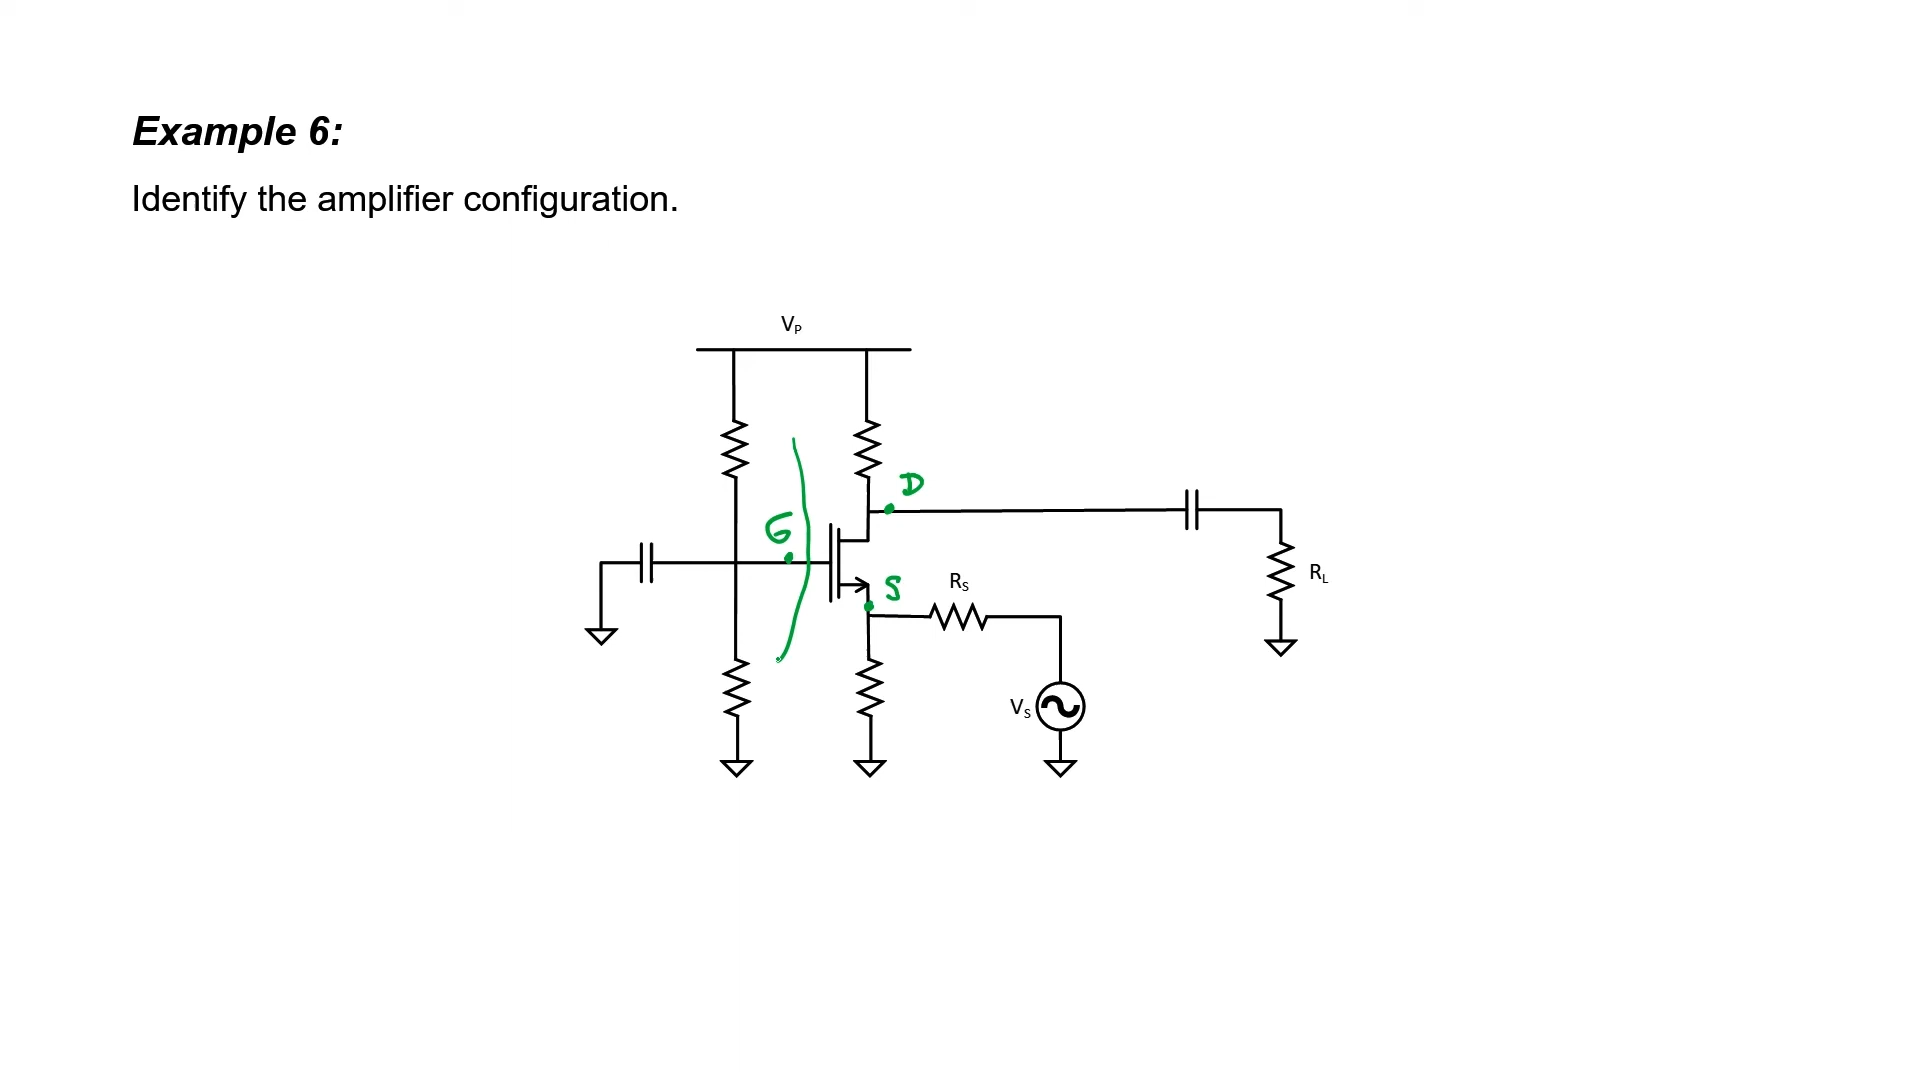 Example 6:
Identify the amplifier configuration.
VP
D
G
S
RS
RL
VS